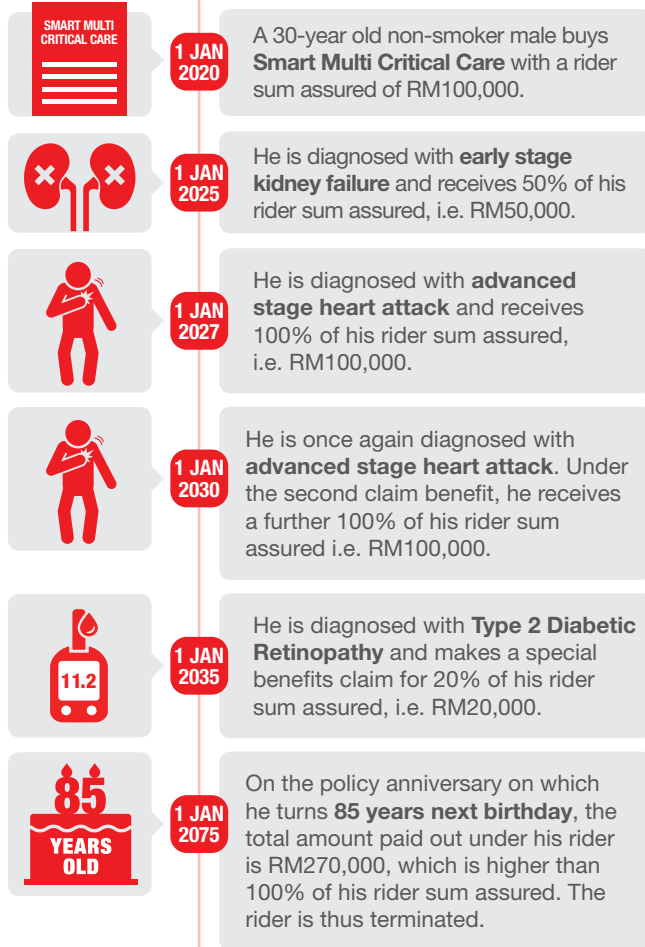 SMART MULTI
CRITICAL CARE
1 JAN
2020
A 30-year old non-smoker male buys
Smart Multi Critical Care with a rider
sum assured of RM100,000.
1 JAN
2025
He is diagnosed with early stage
kidney failure and receives 50% of his
rider sum assured, i.e. RM50,000.
1 JAN
2027
He is diagnosed with advanced
stage heart attack and receives
100% of his rider sum assured,
i.e. RM100,000.
1 JAN
2030
He is once again diagnosed with
advanced stage heart attack. Under
the second claim benefit, he receives
a further 100% of his rider sum
assured i.e. RM100,000.
11.2
1 JAN
2035
He is diagnosed with Type 2 Diabetic
Retinopathy and makes a special
benefits claim for 20% of his rider
sum assured, i.e. RM20,000.
85
YEARS
OLD
1 JAN
2075
On the policy anniversary on which
he turns 85 years next birthday, the
total amount paid out under his rider
is RM270,000, which is higher than
100% of his rider sum assured. The
rider is thus terminated.